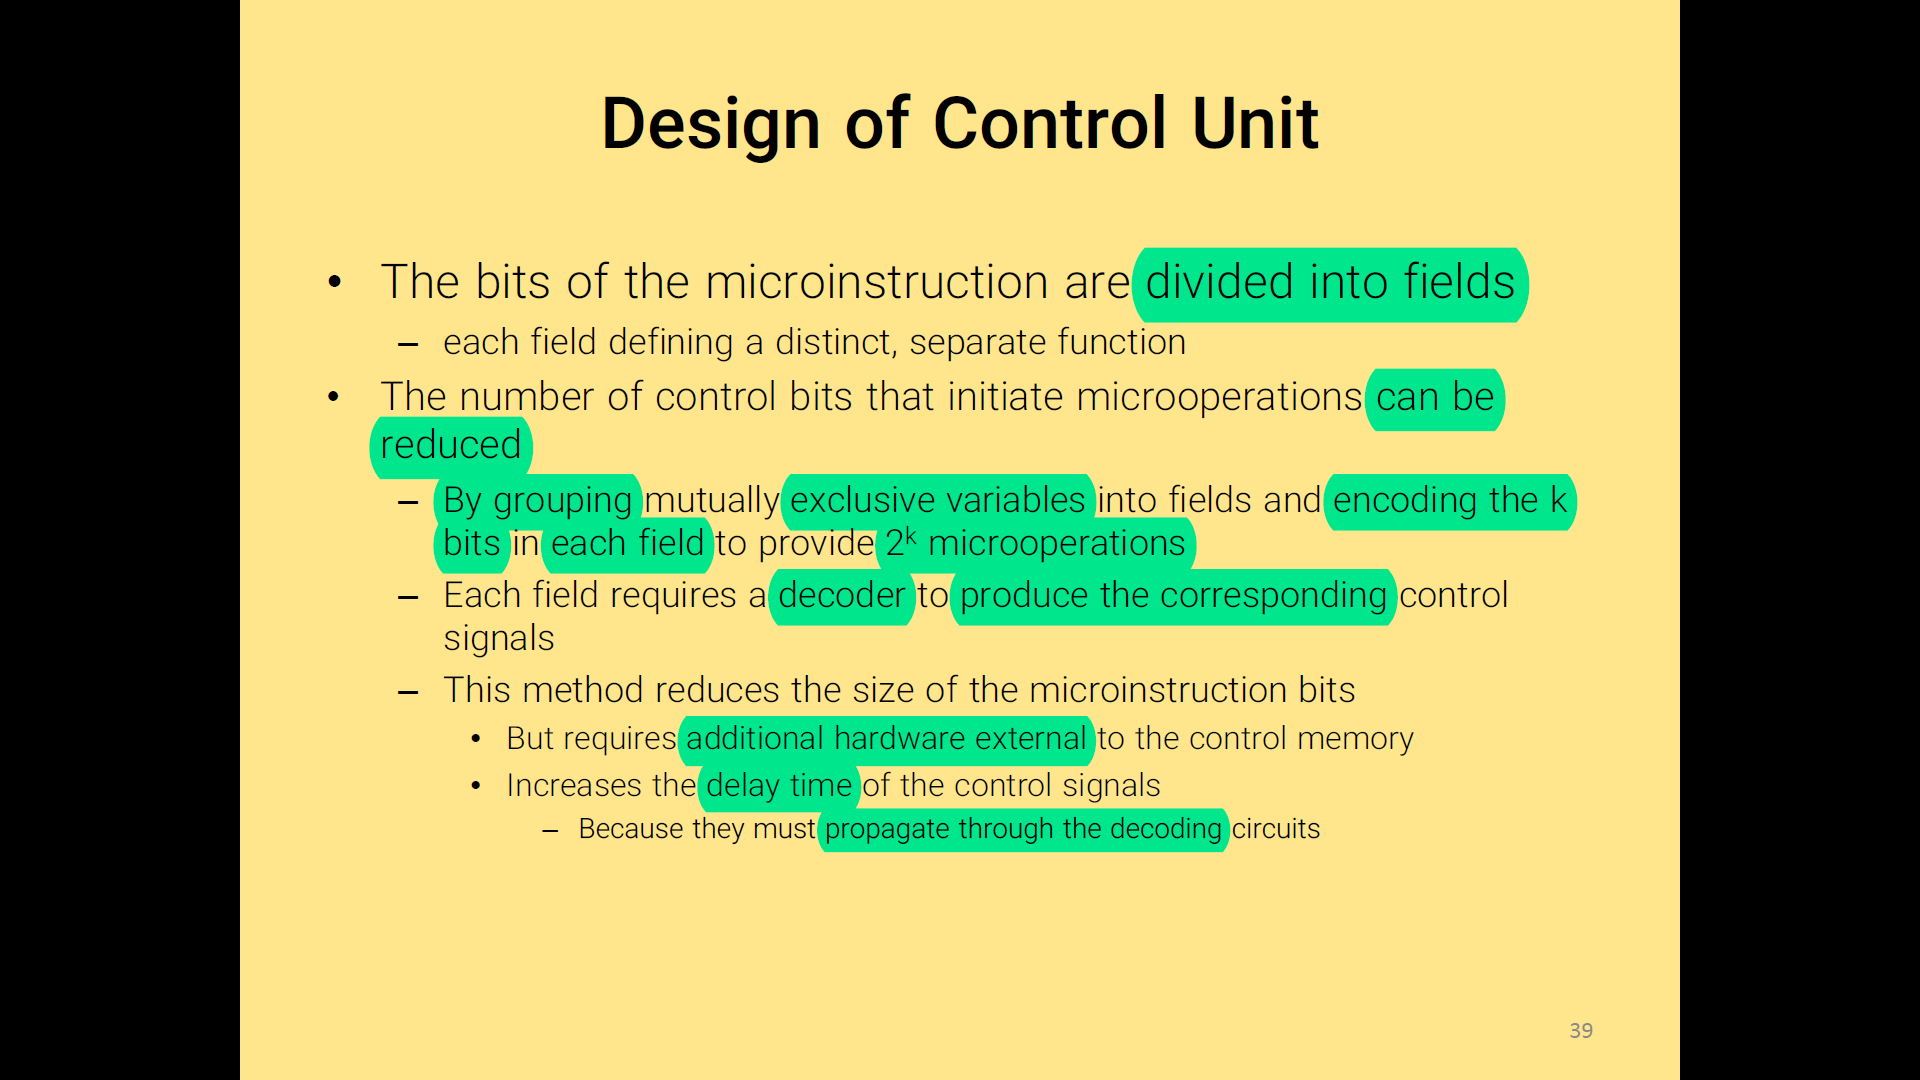 Design of Control Unit
• The bits of the microinstruction are divided into fields
– each field defining a distinct, separate function
• The number of control bits that initiate microoperations can be
reduced
– By grouping mutually exclusive variables into fields and encoding the k
bits in each field to provide 2ᵏ microoperations
– Each field requires a decoder to produce the corresponding control
signals
– This method reduces the size of the microinstruction bits
• But requires additional hardware external to the control memory
• Increases the delay time of the control signals
– Because they must propagate through the decoding circuits
39